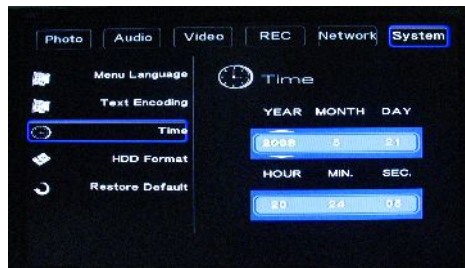 Photo Audio Video REC Network System
Menu Language
Text Encoding
Time
HDD Format
Restore Default
Time
YEAR MONTH DAY
2008 5 21
HOUR MIN. SEC.
20 24 05